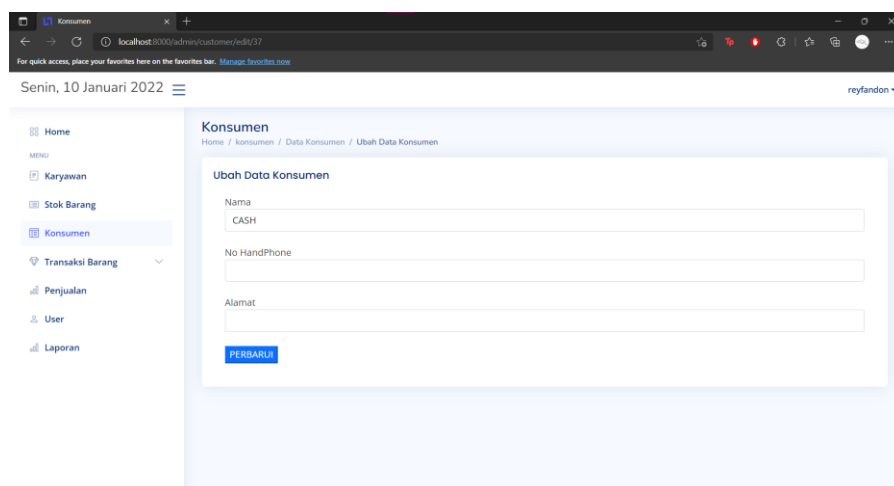 Konsumen
localhost:8000/admin/customer/edit/37
For quick access, place your favorites here on the favorites bar. Manage favorites now
Senin, 10 Januari 2022
reyfandon
Home
MENU
Karyawan
Stok Barang
Konsumen
Transaksi Barang
Penjualan
User
Laporan
Konsumen
Home / konsumen / Data Konsumen / Ubah Data Konsumen
Ubah Data Konsumen
Nama
CASH
No HandPhone
Alamat
PERBARUI